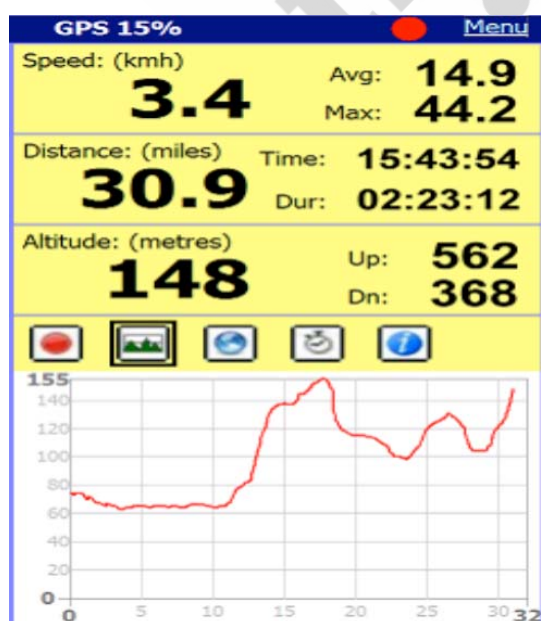 GPS 15% Menu
Speed: (kmh)
3.4
Avg: 14.9
Max: 44.2
Distance: (miles)
30.9
Time: 15:43:54
Dur: 02:23:12
Altitude: (metres)
148
Up: 562
Dn: 368
155
140
120
100
80
60
40
20
0
0 5 10 15 20 25 30 32